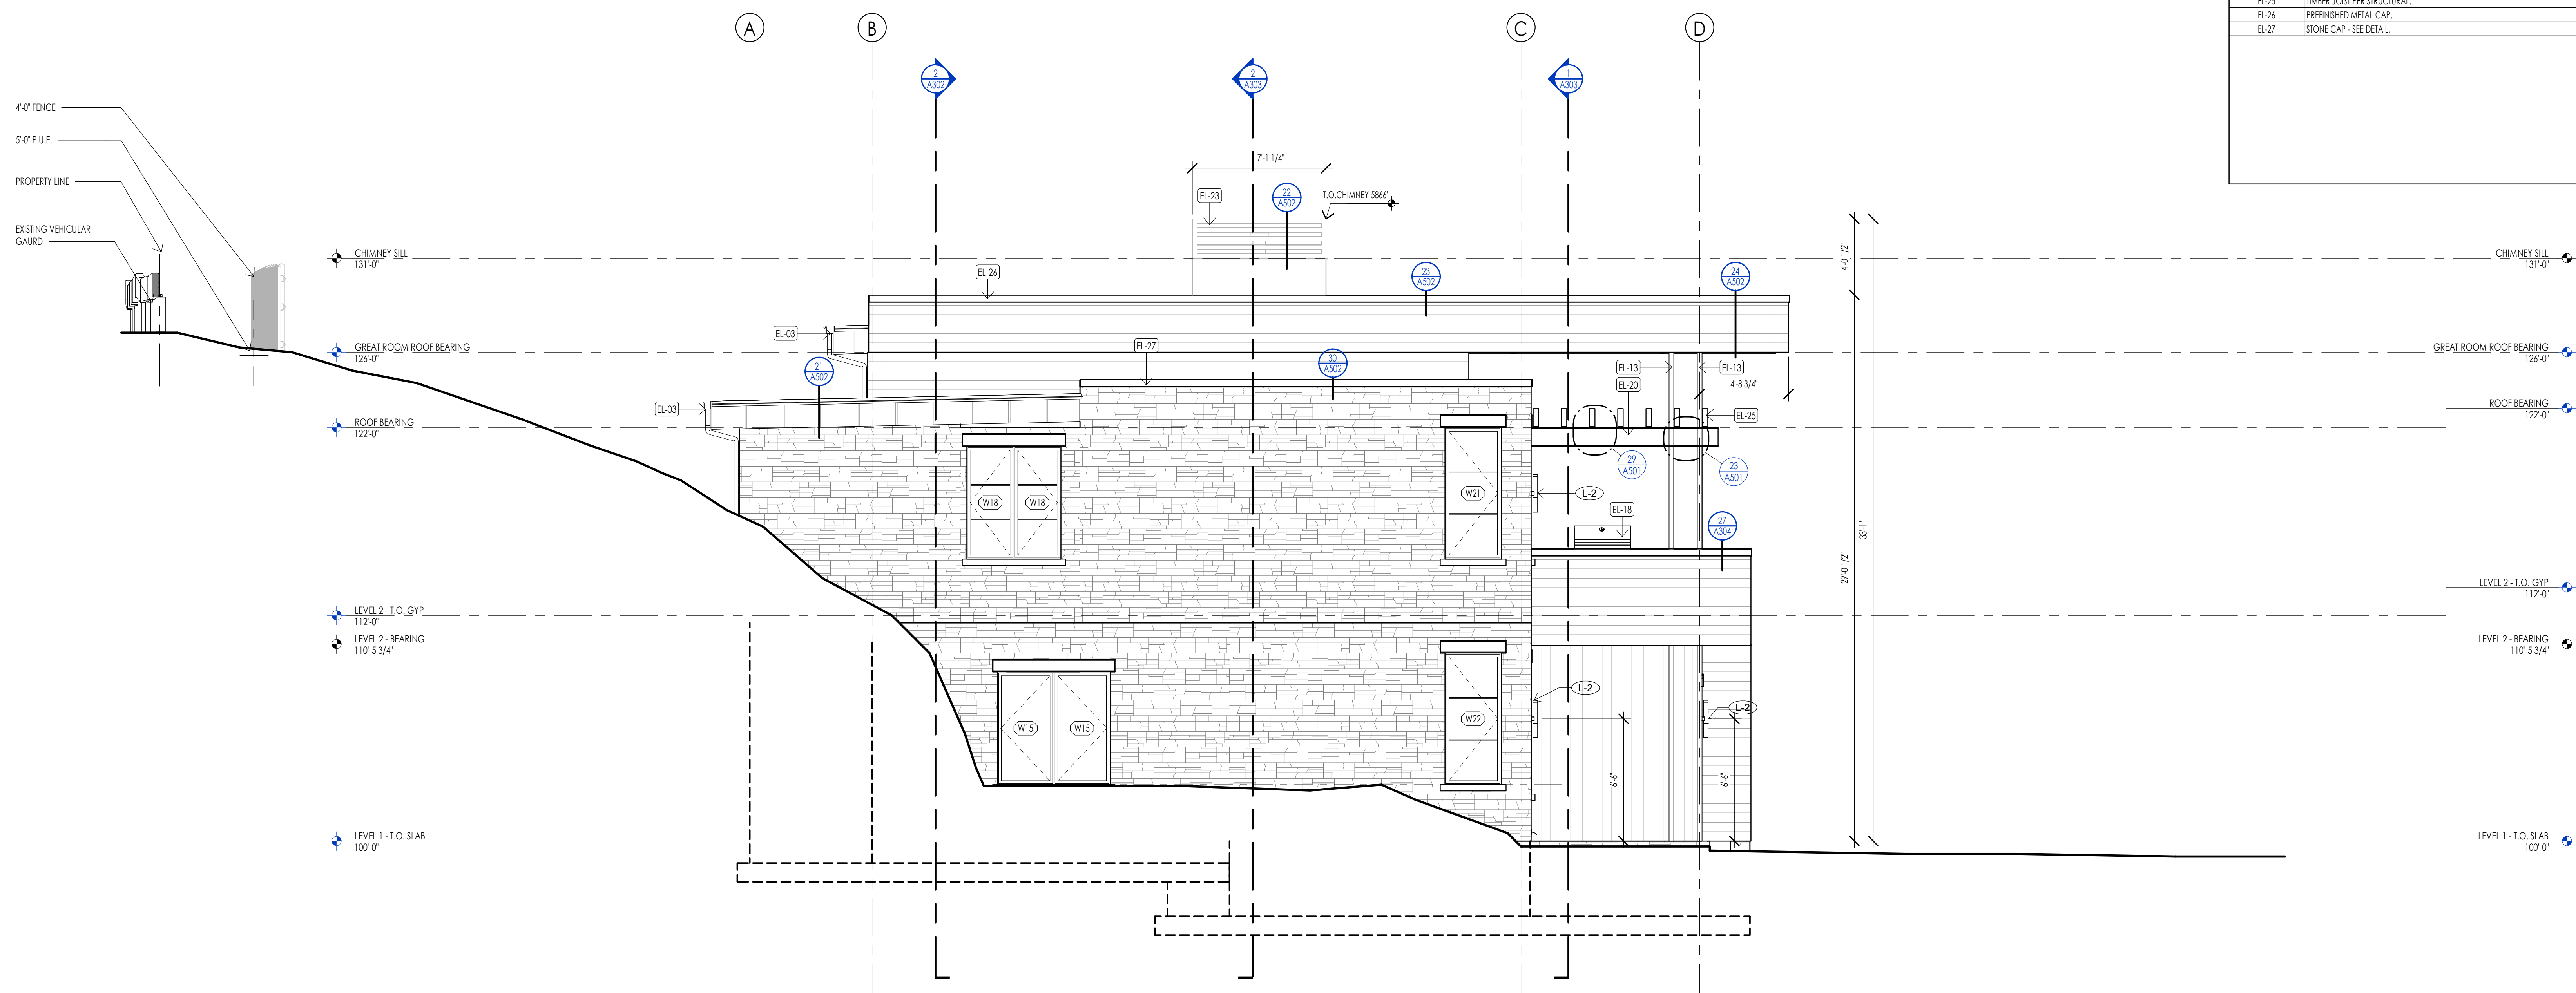 EL-25 TIMBER JOIST PER STRUCTURAL.
EL-26 PREFINISHED METAL CAP.
EL-27 STONE CAP - SEE DETAIL.
A
B
C
D
2
A302
2
A303
1
A303
4'-0" FENCE
5'-0" P.U.E.
PROPERTY LINE
EXISTING VEHICULAR
GAURD
7'-1 1/4"
EL-23
22
A502
T.O.CHIMNEY 5866'
CHIMNEY SILL
131'-0"
CHIMNEY SILL
131'-0"
4'-0 1/2"
EL-26
23
A502
24
A502
EL-03
GREAT ROOM ROOF BEARING
126'-0"
GREAT ROOM ROOF BEARING
126'-0"
EL-27
21
A502
30
A502
EL-13
EL-13
EL-20
4'-8 3/4"
EL-03
EL-25
ROOF BEARING
122'-0"
ROOF BEARING
122'-0"
29
A501
23
A501
W18
W18
W21
L-2
EL-18
27
A304
33'-1"
29'-0 1/2"
LEVEL 2 - T.O. GYP
112'-0"
LEVEL 2 - T.O. GYP
112'-0"
LEVEL 2 - BEARING
110'-5 3/4"
LEVEL 2 - BEARING
110'-5 3/4"
L-2
L-2
W15
W15
W22
6'-6"
6'-6"
LEVEL 1 - T.O. SLAB
100'-0"
LEVEL 1 - T.O. SLAB
100'-0"